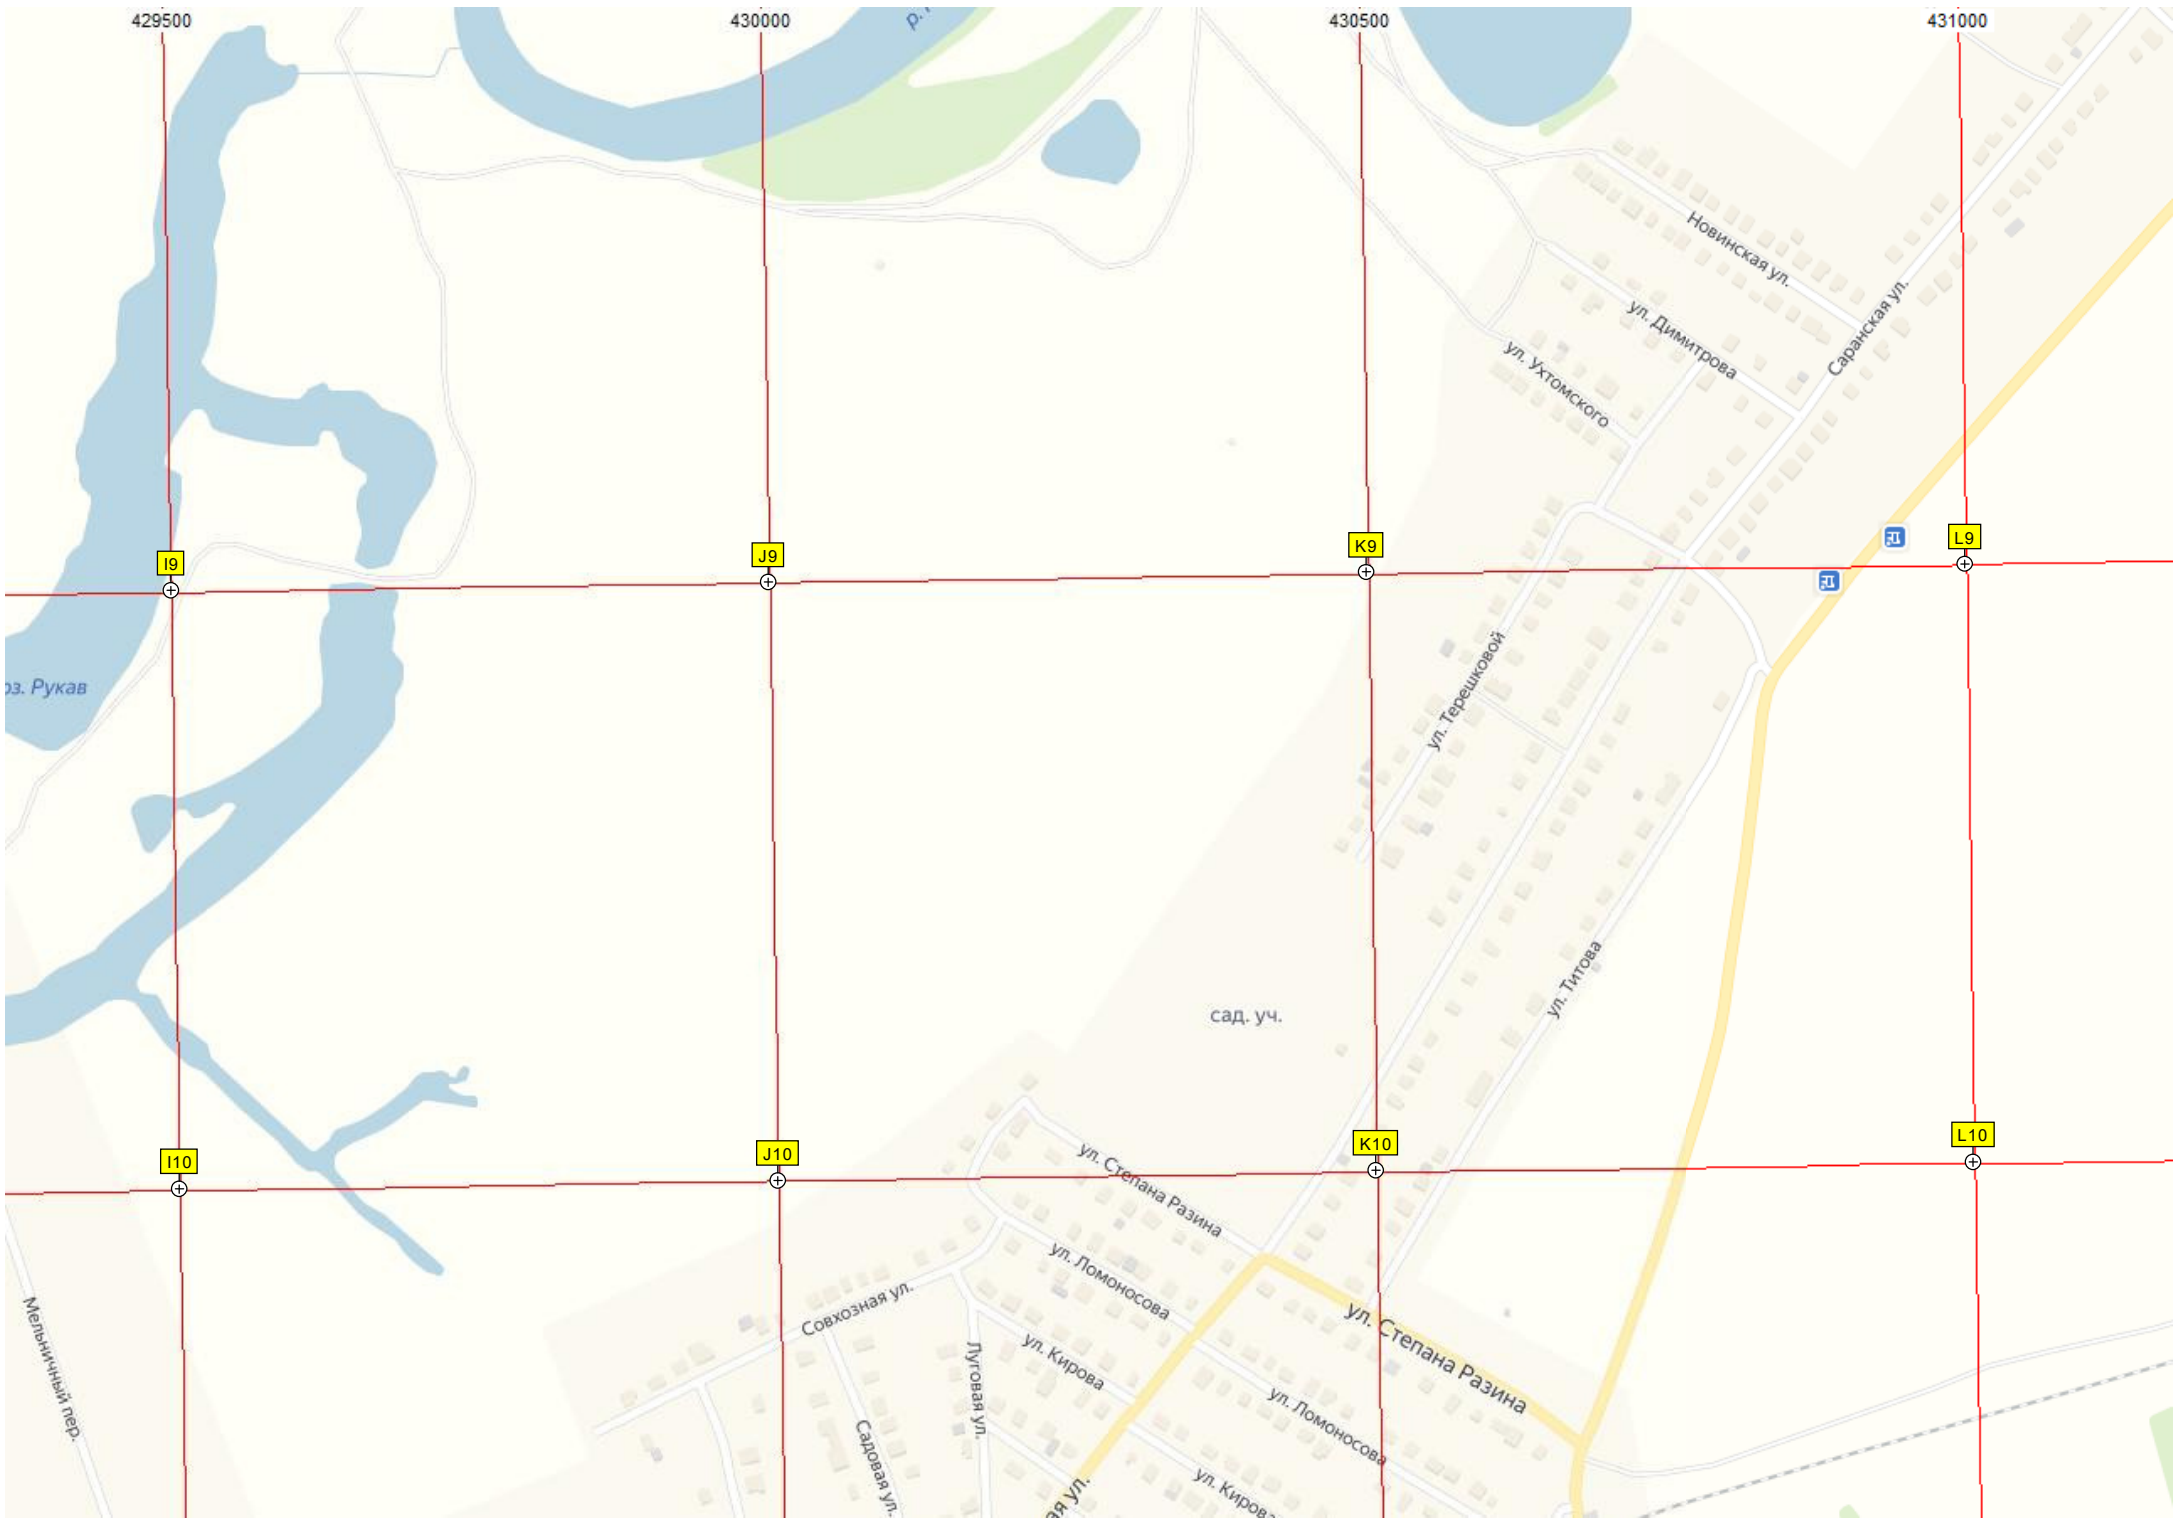 429500
430000
430500
431000
Новинская ул.
ул. Димитрова
Саранская ул.
ул. Ухтомского
I9
J9
K9
L9
ул. Терешковой
оз. Рукав
ул. Титова
сад. уч.
I10
J10
K10
L10
ул. Степана Разина
ул. Ломоносова
Совхозная ул.
ул. Степана Разина
Мельничный пер.
ул. Кирова
Луговая ул.
ул. Ломоносова
Садовая ул.
ул. Кирова
ая ул.